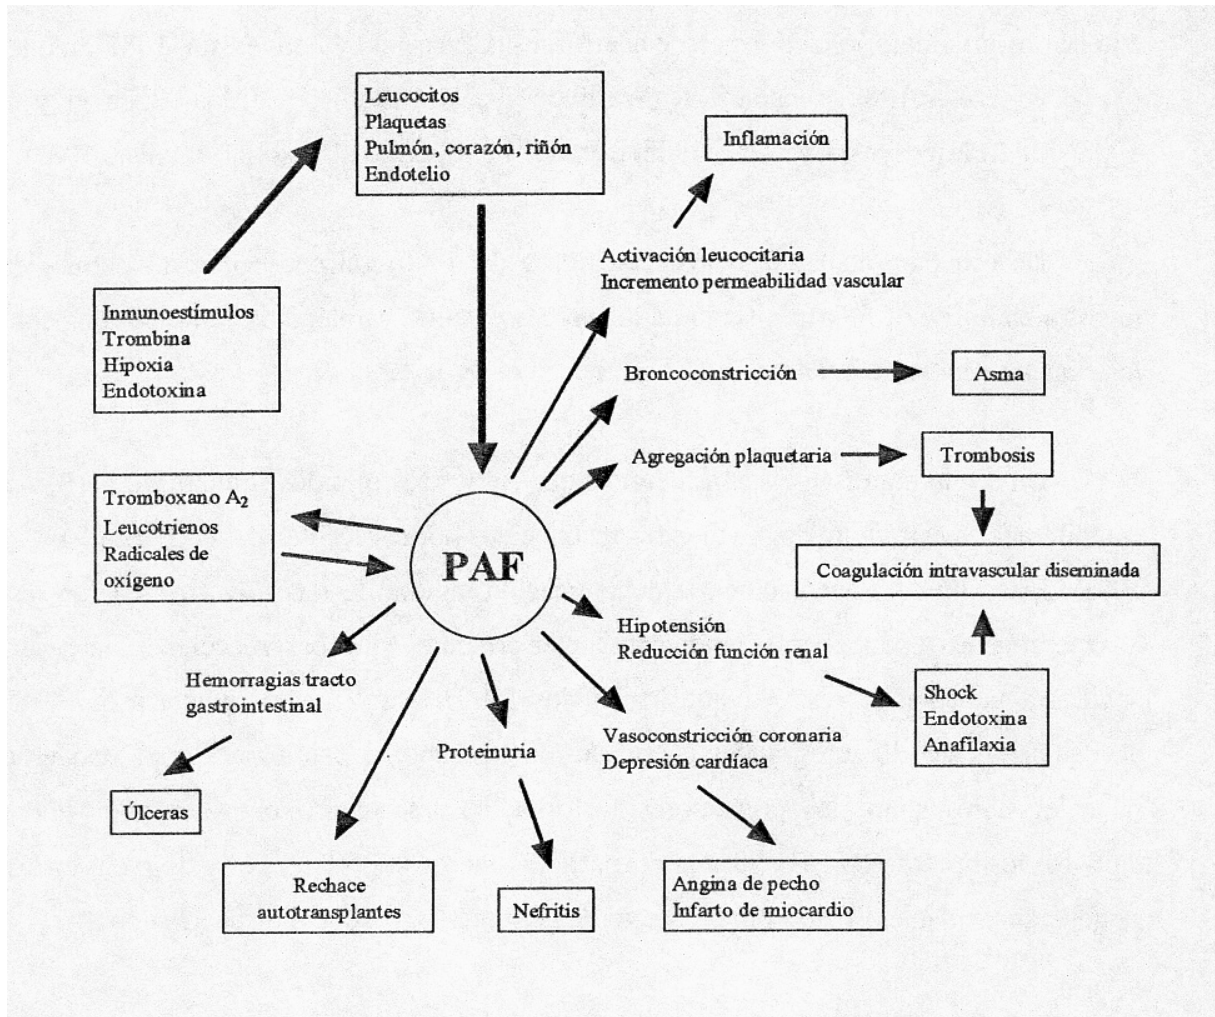 Leucocitos
Plaquetas
Pulmón, corazón, riñón
Endotelio
Inflamación
Activación leucocitaria
Incremento permeabilidad vascular
Inmunoestímulos
Trombina
Hipoxia
Endotoxina
Broncoconstricción
Asma
Agregación plaquetaria
Trombosis
Tromboxano A₂
Leucotrienos
Radicales de
oxígeno
PAF
Coagulación intravascular diseminada
Hipotensión
Reducción función renal
Hemorragias tracto
gastrointestinal
Shock
Endotoxina
Anafilaxia
Proteinuria
Vasoconstricción coronaria
Depresión cardíaca
Úlceras
Rechace
autotransplantes
Nefritis
Angina de pecho
Infarto de miocardio